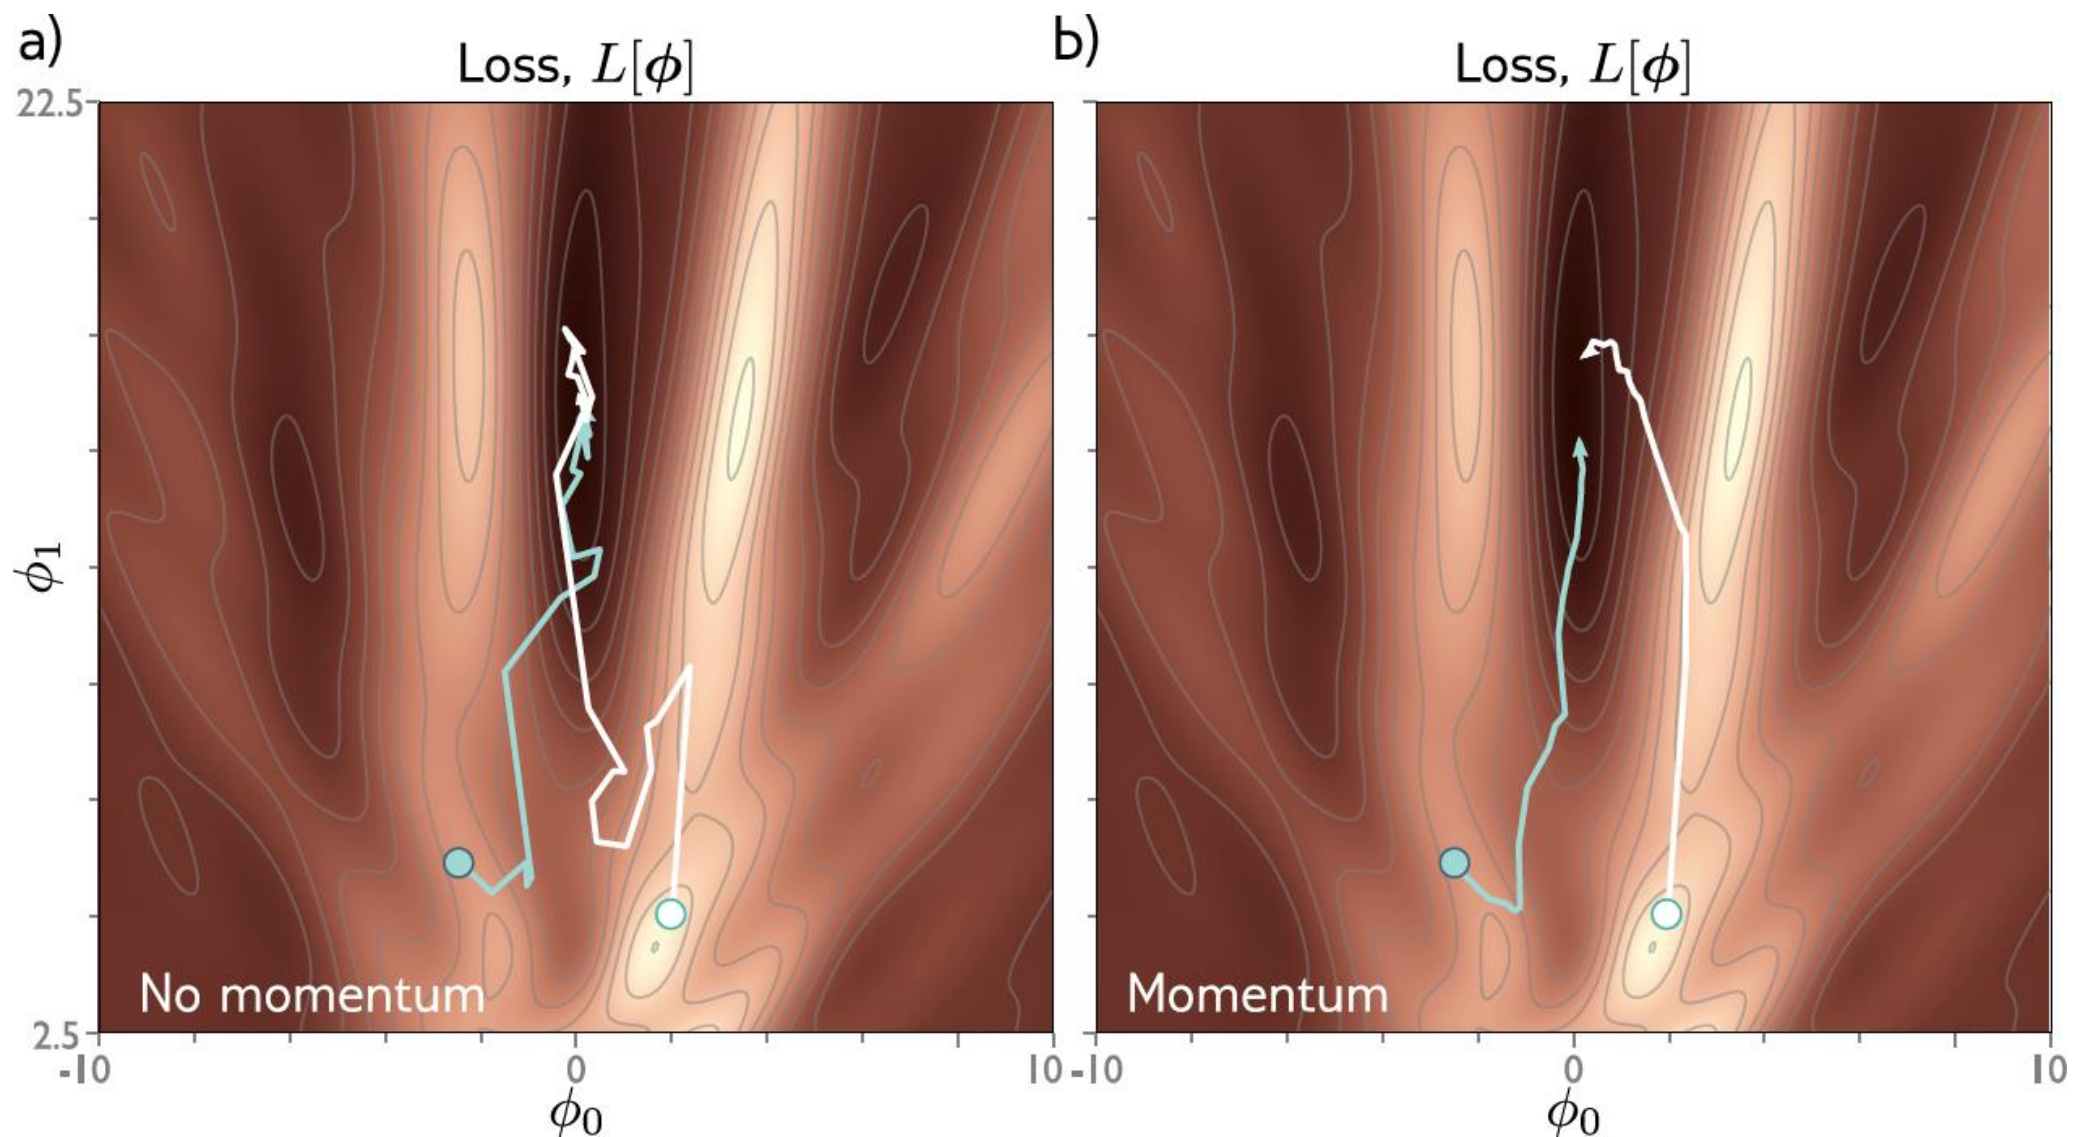 a)
Loss, L[ϕ]
22.5
ϕ₁
No momentum
2.5
-10 0 10
ϕ₀
b)
Loss, L[ϕ]
Momentum
-10 0 10
ϕ₀